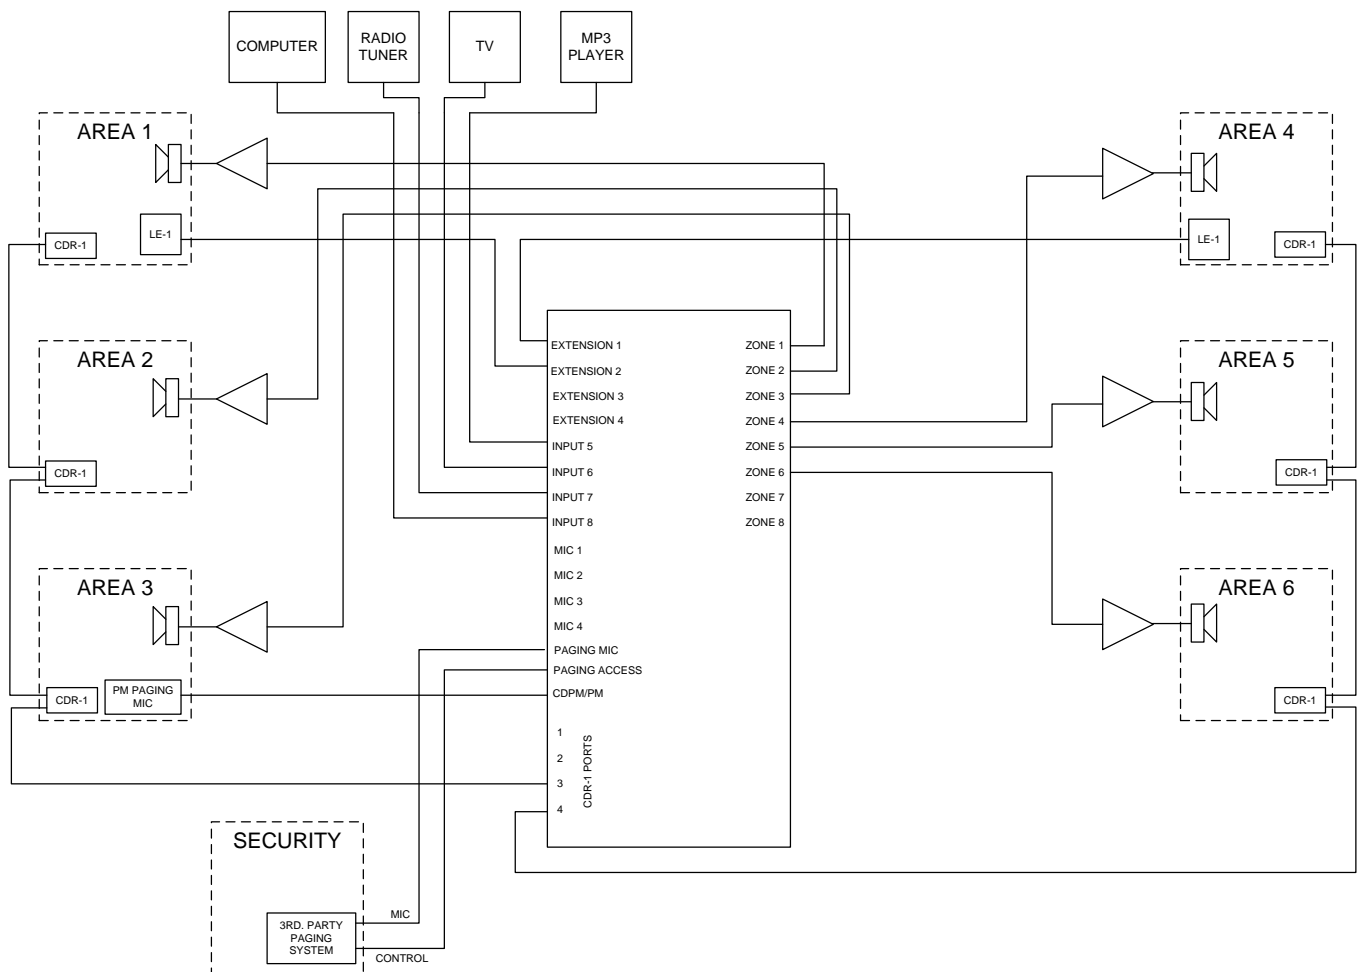 COMPUTER
RADIO
TUNER
TV
MP3
PLAYER
AREA 1
LE-1
CDR-1
AREA 4
LE-1
CDR-1
AREA 2
CDR-1
AREA 5
CDR-1
AREA 3
CDR-1
PM PAGING
MIC
AREA 6
CDR-1
EXTENSION 1
EXTENSION 2
EXTENSION 3
EXTENSION 4
INPUT 5
INPUT 6
INPUT 7
INPUT 8
MIC 1
MIC 2
MIC 3
MIC 4
PAGING MIC
PAGING ACCESS
CDPM/PM
1
2
3
4
CDR-1 PORTS
ZONE 1
ZONE 2
ZONE 3
ZONE 4
ZONE 5
ZONE 6
ZONE 7
ZONE 8
SECURITY
3RD. PARTY
PAGING
SYSTEM
MIC
CONTROL